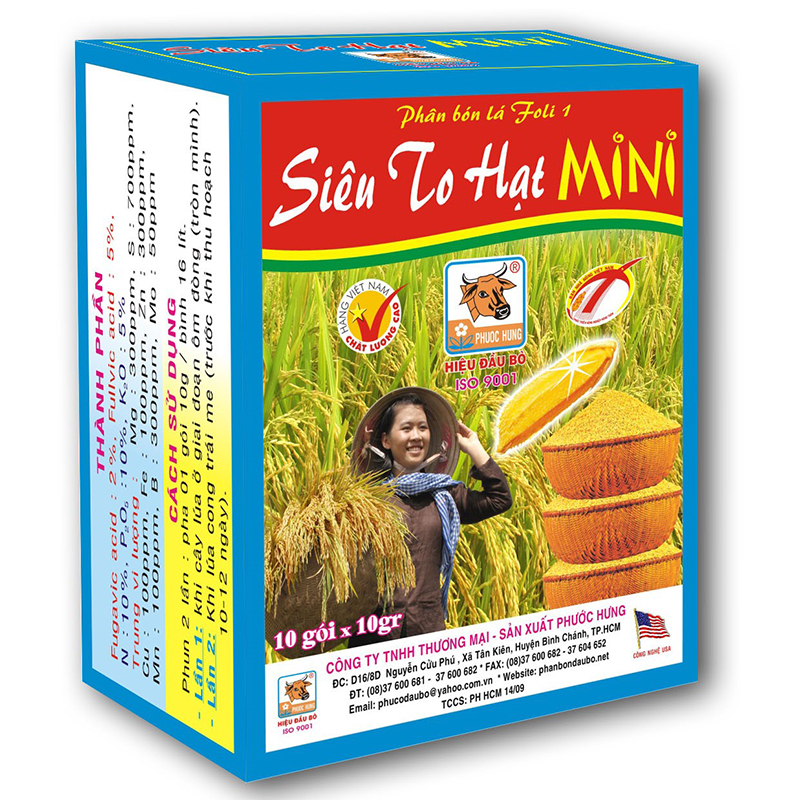 Siêu To Hạt MINI
Phân bón lá Foli 1
Siêu To Hạt MINI
HÀNG VIỆT NAM
CHẤT LƯỢNG CAO
®
PHƯỚC HƯNG
HIỆU ĐẦU BÒ
ISO 9001
10 gói x 10gr
CÔNG TY TNHH THƯƠNG MẠI - SẢN XUẤT PHƯỚC HƯNG
ĐC: D16/8D Nguyễn Cửu Phú , Xã Tân Kiên, Huyện Bình Chánh, TP.HCM
ĐT: (08)37 600 681 - 37 600 682 * FAX: (08)37 600 682 - 37 604 652
Email: phucodaubo@yahoo.com.vn * Website: phanbondaubo.net
TCCS: PH HCM 14/09
PHƯỚC HƯNG
HIỆU ĐẦU BÒ
ISO 9001
CÔNG NGHỆ USA
THÀNH PHẦN
Fugavic acid : 2 %, Fullvic acid : 5%.
N : 10%, P₂O₅ :10%, K₂O : 5%
Trung vi lượng : Mg : 300ppm, S : 700ppm.
Cu : 100ppm, Fe : 100ppm, Zn : 300ppm.
Mn : 100ppm, B 300ppm, Mo : 50ppm
CÁCH SỬ DỤNG
Phun 2 lần : pha 01 gói 10g / bình 16 lít.
- Lần 1: khi cây lúa ở giai đoạn ôm đòng (tròn mình).
- Lần 2: Khi lúa cong trái me (trước khi thu hoạch
10-12 ngày).